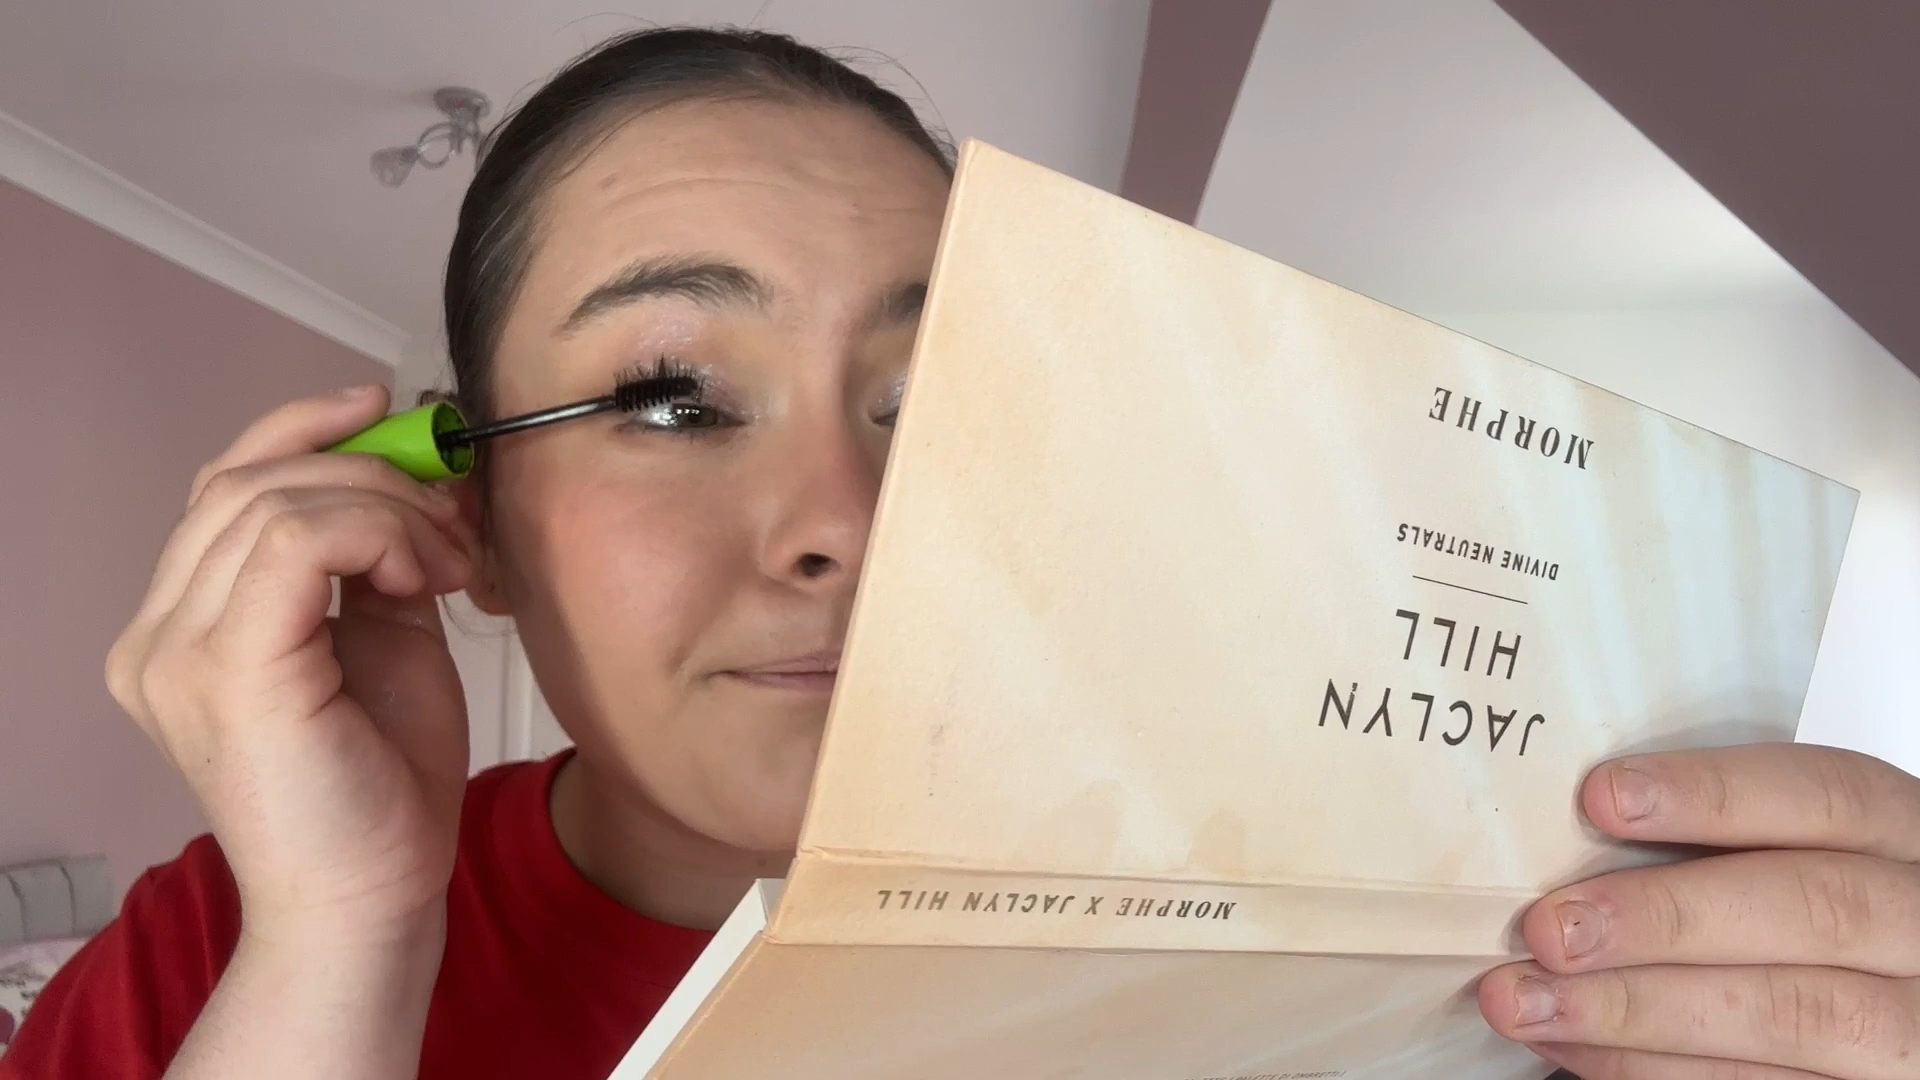 JACLYN
HILL
DIVINE NEUTRALS
MORPHE
MORPHE X JACLYN HILL